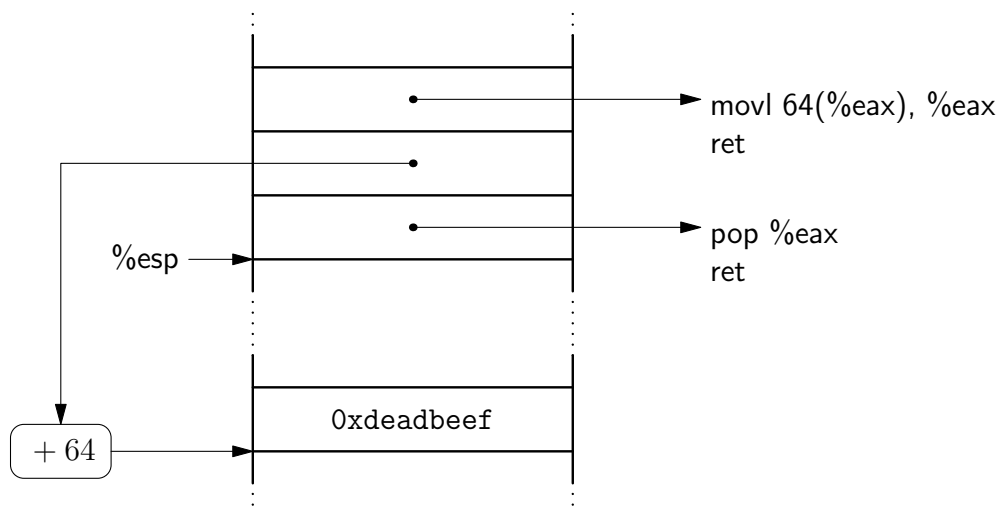 movl 64(%eax), %eax
ret
pop %eax
ret
%esp
0xdeadbeef
+ 64